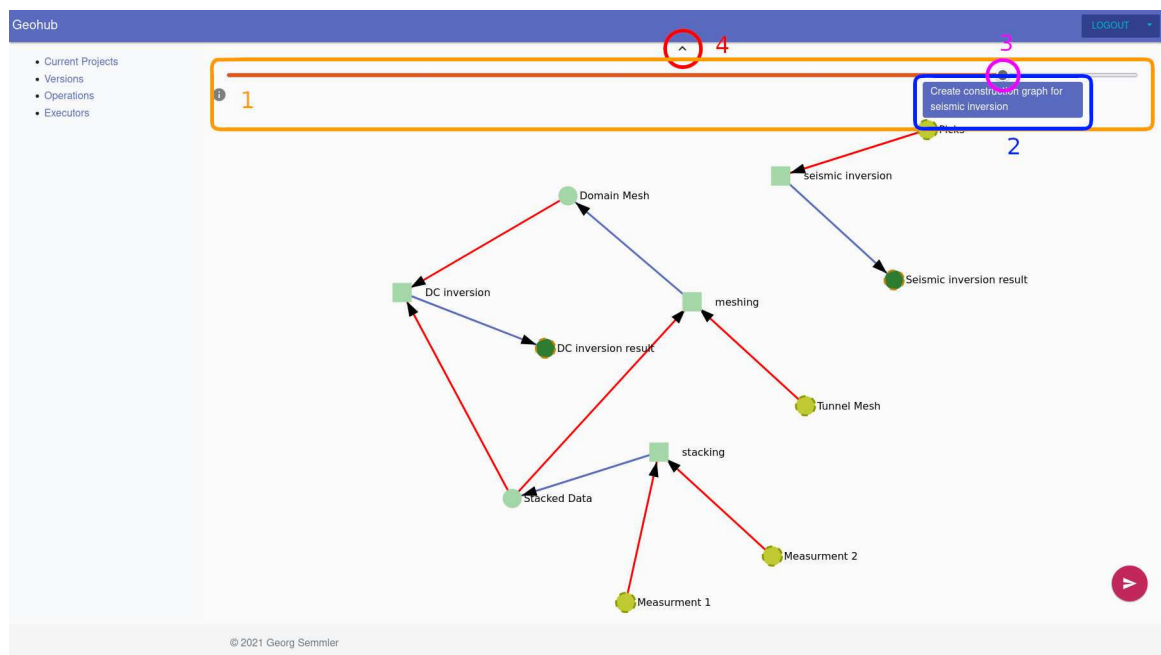 Geohub
LOGOUT
4
3
Current Projects
Versions
Operations
Executors
1
Create construction graph for
seismic inversion
2
Picks
seismic inversion
Domain Mesh
Seismic inversion result
DC inversion
meshing
DC inversion result
Tunnel Mesh
stacking
Stacked Data
Measurment 2
Measurment 1
© 2021 Georg Semmler